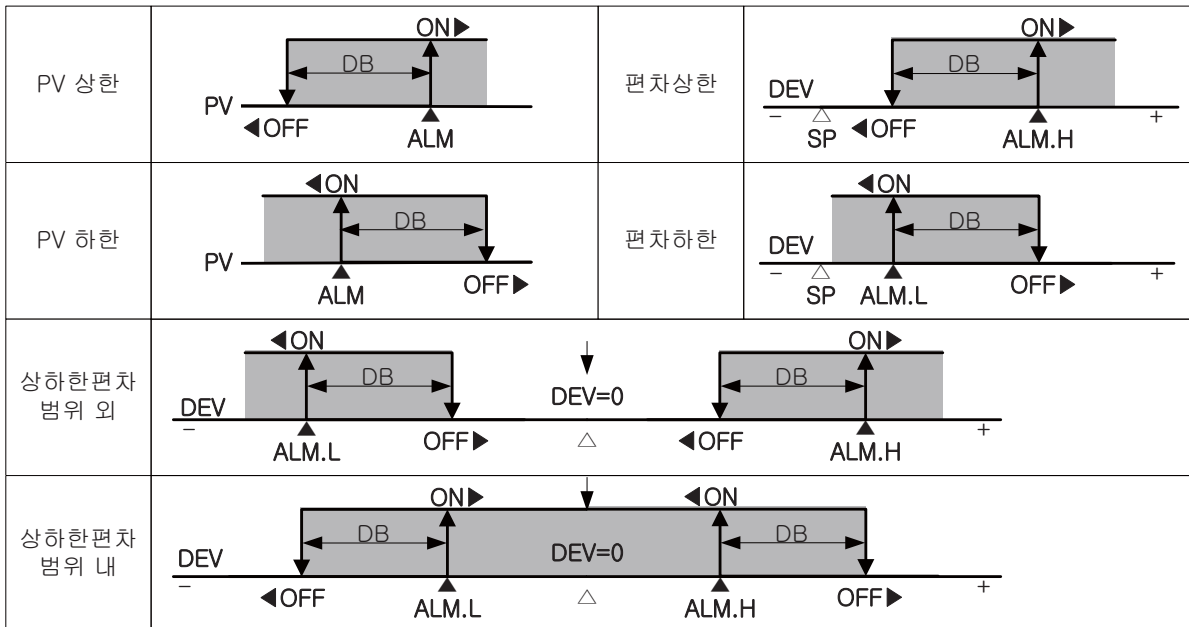 PV 상한
ON▶
DB
PV
◀OFF
ALM
편차상한
ON▶
DB
DEV
-
SP
◀OFF
ALM.H
+
PV 하한
◀ON
DB
PV
ALM
OFF▶
편차하한
◀ON
DB
DEV
-
SP
ALM.L
OFF▶
+
상하한편차
범위 외
◀ON
DB
DEV
-
ALM.L
OFF▶
DEV=0
ON▶
DB
◀OFF
ALM.H
+
상하한편차
범위 내
ON▶
◀ON
DB
DEV=0
DB
DEV
-
◀OFF
ALM.L
ALM.H
OFF▶
+